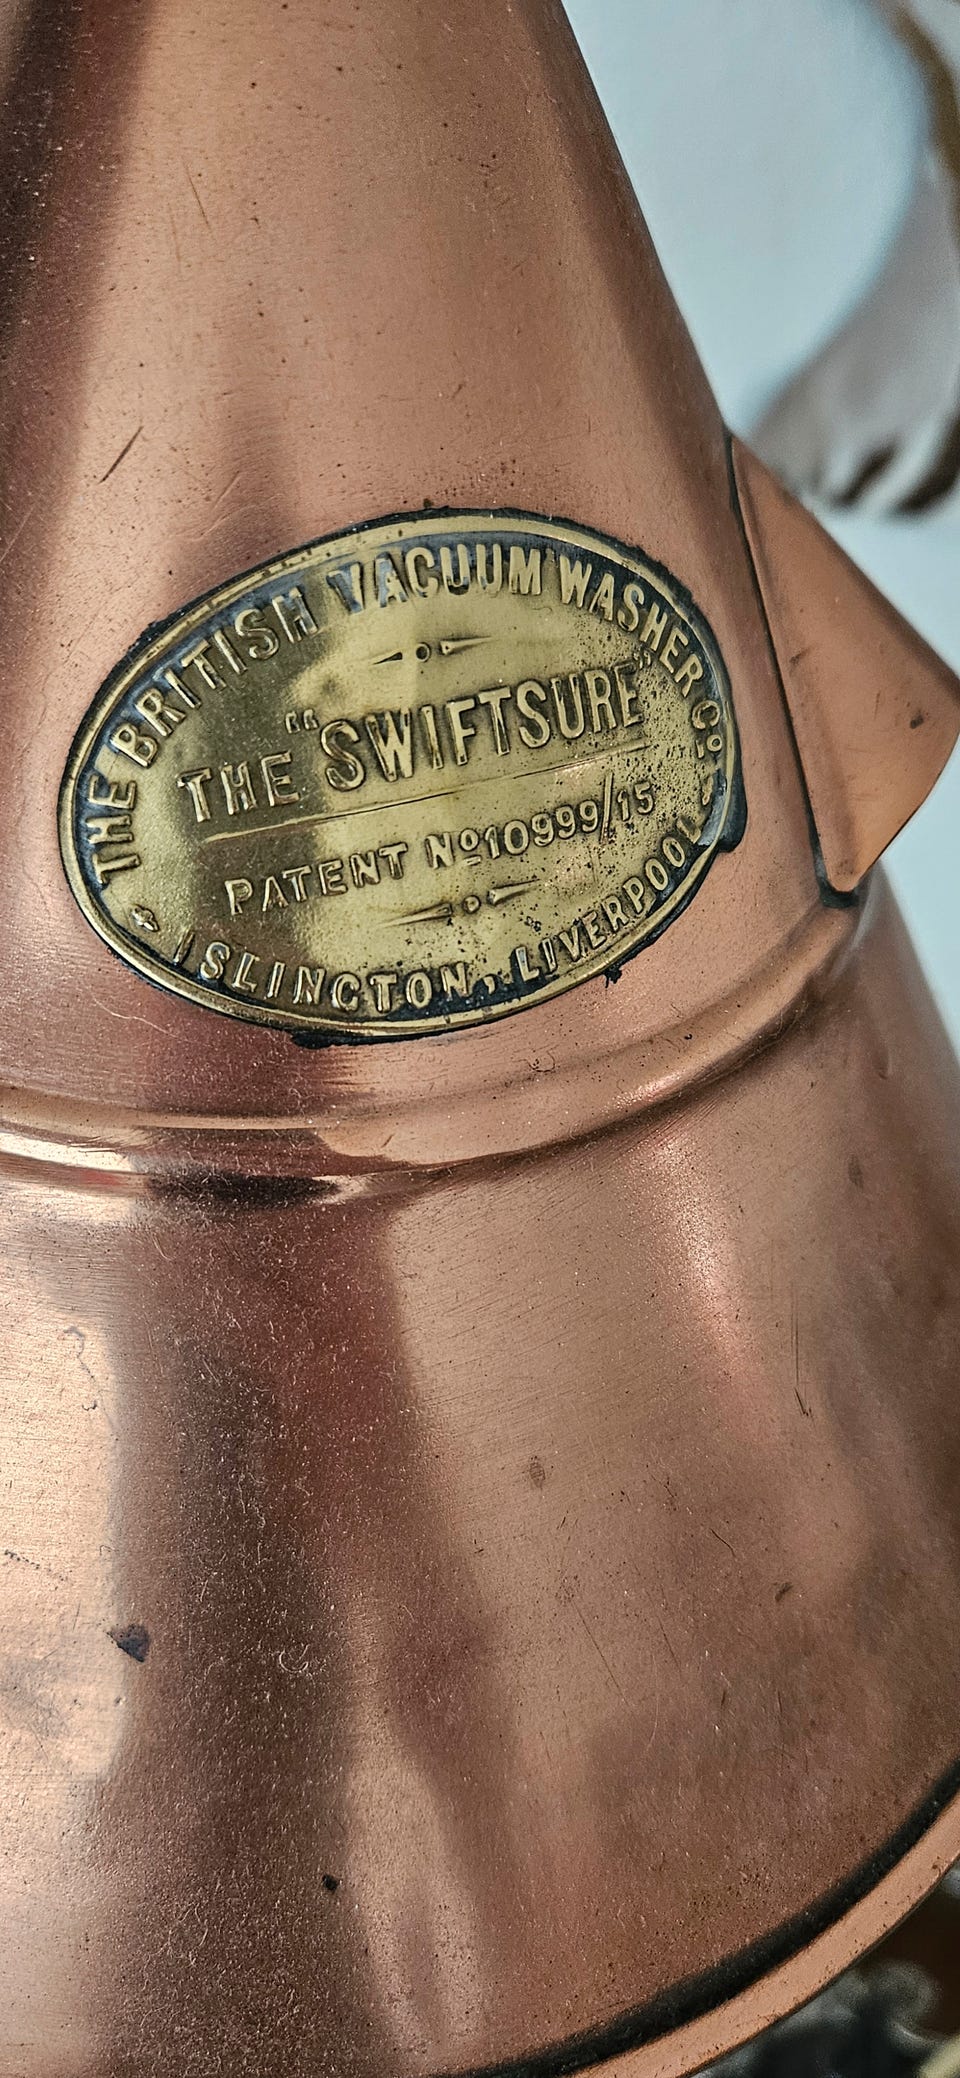 THE BRITISH VACUUM WASHER Co.
THE "SWIFTSURE"
PATENT No 10999/15
ISLINGTON, LIVERPOOL